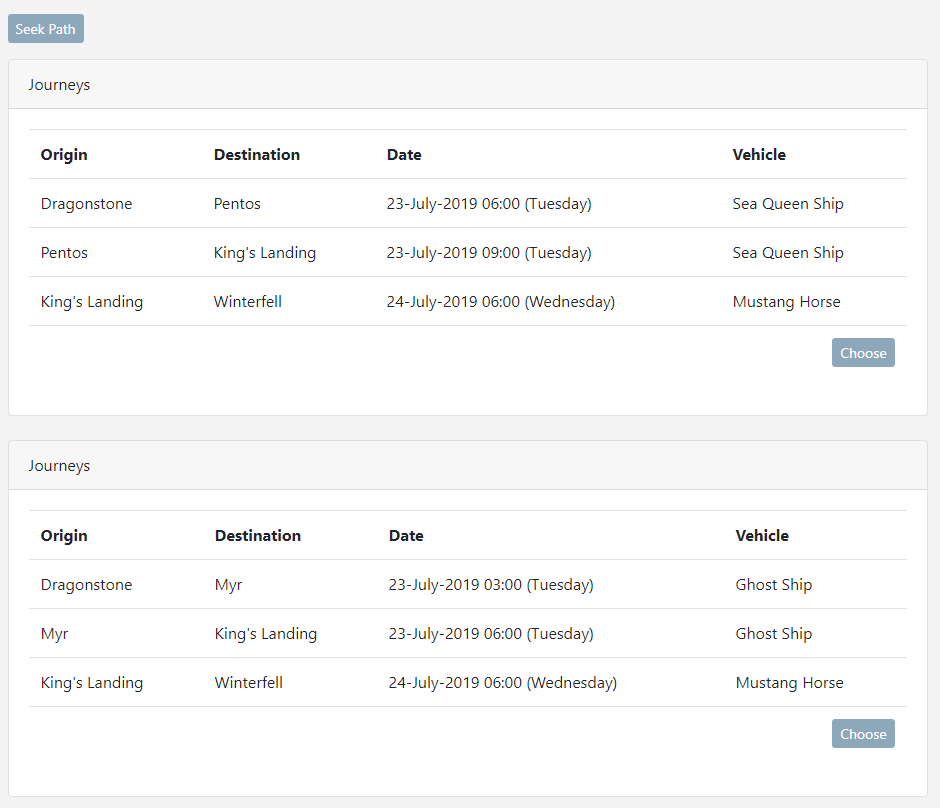 Seek Path
Journeys
Origin Destination Date Vehicle
Dragonstone Pentos 23-July-2019 06:00 (Tuesday) Sea Queen Ship
Pentos King's Landing 23-July-2019 09:00 (Tuesday) Sea Queen Ship
King's Landing Winterfell 24-July-2019 06:00 (Wednesday) Mustang Horse
Choose
Journeys
Origin Destination Date Vehicle
Dragonstone Myr 23-July-2019 03:00 (Tuesday) Ghost Ship
Myr King's Landing 23-July-2019 06:00 (Tuesday) Ghost Ship
King's Landing Winterfell 24-July-2019 06:00 (Wednesday) Mustang Horse
Choose